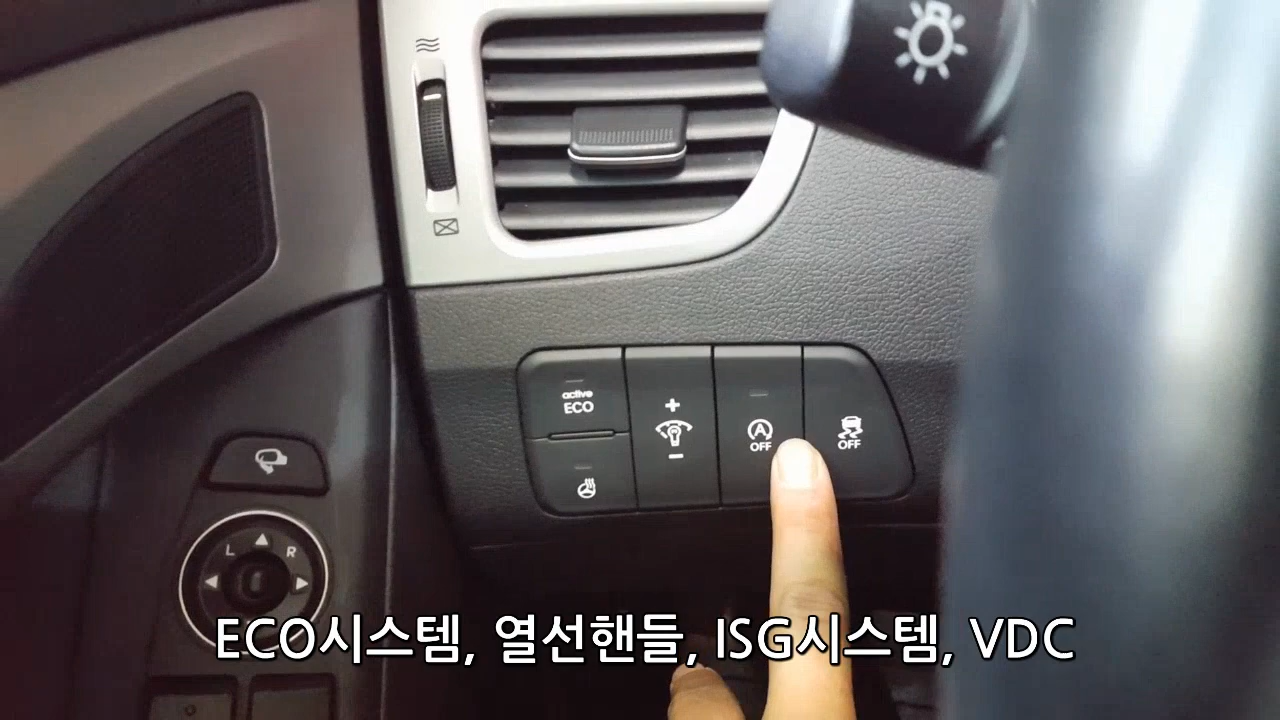 active
ECO
+
-
A
OFF
OFF
L R
ECO시스템, 열선핸들, ISG시스템, VDC